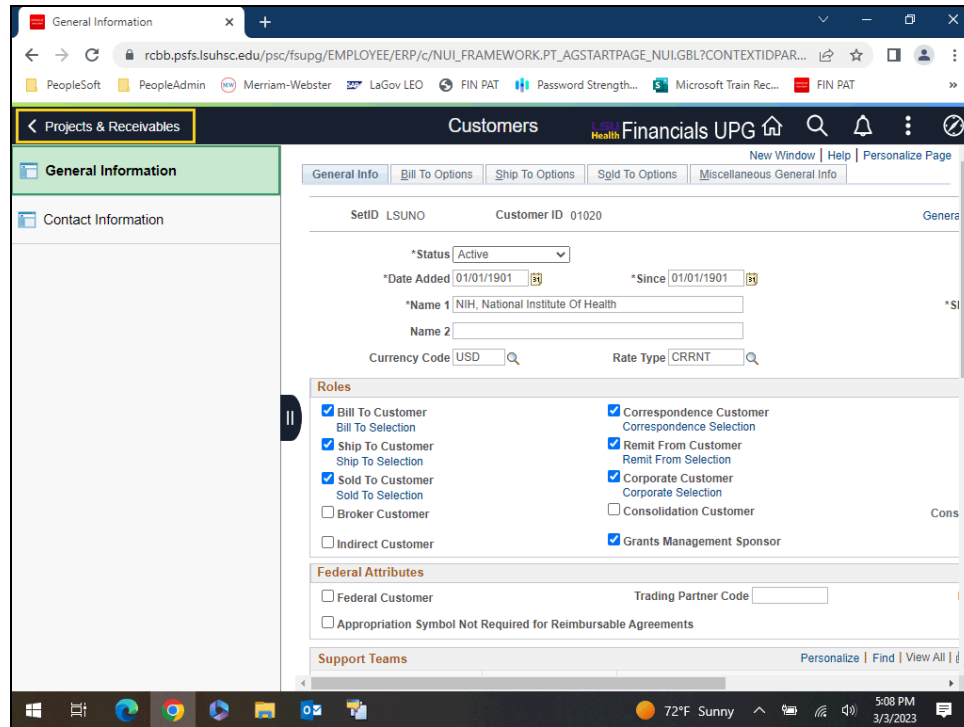 General Information
rcbb.psfs.lsuhsc.edu/psc/fsupg/EMPLOYEE/ERP/c/NUI_FRAMEWORK.PT_AGSTARTPAGE_NUI.GBL?CONTEXTIDPAR...
PeopleSoft PeopleAdmin Merriam-Webster LaGov LEO FIN PAT Password Strength... Microsoft Train Rec... FIN PAT »
Projects & Receivables Customers LSU Health Financials UPG
New Window | Help | Personalize Page
General Information
Contact Information
General Info Bill To Options Ship To Options Sold To Options Miscellaneous General Info
SetID LSUNO Customer ID 01020 Genera
*Status Active
*Date Added 01/01/1901 *Since 01/01/1901
*Name 1 NIH, National Institute Of Health
Name 2
Currency Code USD Rate Type CRRNT
Roles
Bill To Customer Correspondence Customer
Bill To Selection Correspondence Selection
Ship To Customer Remit From Customer
Ship To Selection Remit From Selection
Sold To Customer Corporate Customer
Sold To Selection Corporate Selection
Broker Customer Consolidation Customer Cons
Indirect Customer Grants Management Sponsor
Federal Attributes
Federal Customer Trading Partner Code
Appropriation Symbol Not Required for Reimbursable Agreements
Support Teams Personalize | Find | View All |
72°F Sunny 5:08 PM
3/3/2023